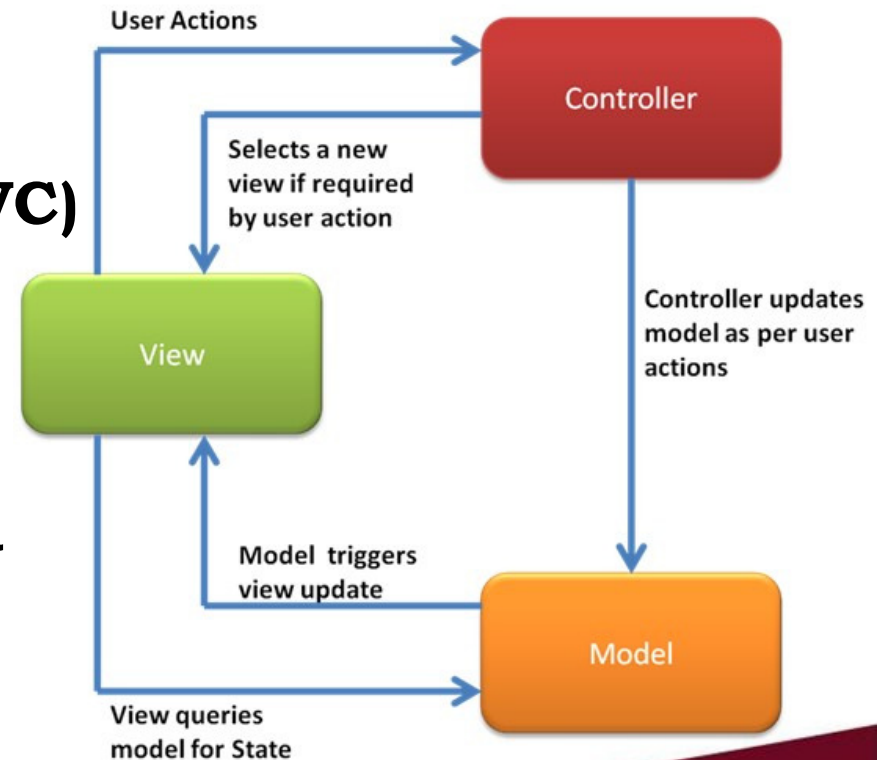 User Actions
Controller
Selects a new
view if required
by user action
VC)
View
Controller updates
model as per user
actions
Model triggers
view update
Model
View queries
model for State